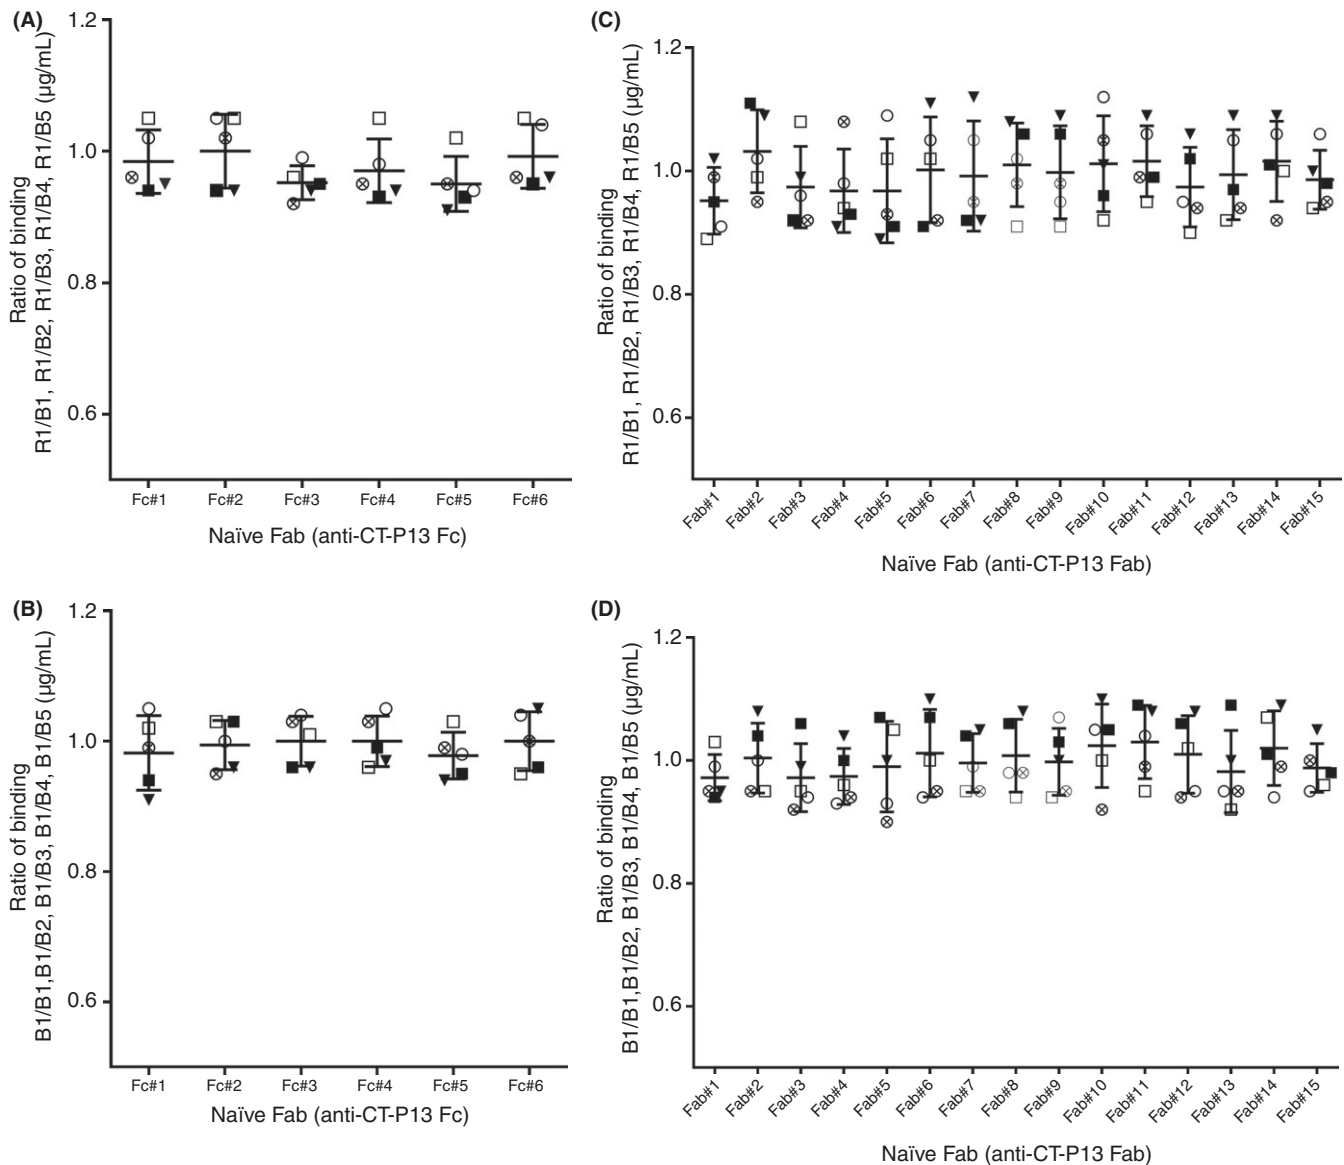 (A)
Ratio of binding
R1/B1, R1/B2, R1/B3, R1/B4, R1/B5 (µg/mL)
1.2
1.0
0.8
0.6
Fc#1 Fc#2 Fc#3 Fc#4 Fc#5 Fc#6
Naïve Fab (anti-CT-P13 Fc)
(C)
Ratio of binding
R1/B1, R1/B2, R1/B3, R1/B4, R1/B5 (µg/mL)
1.2
1.0
0.8
0.6
Fab#1 Fab#2 Fab#3 Fab#4 Fab#5 Fab#6 Fab#7 Fab#8 Fab#9 Fab#10 Fab#11 Fab#12 Fab#13 Fab#14 Fab#15
Naïve Fab (anti-CT-P13 Fab)
(B)
Ratio of binding
B1/B1,B1/B2, B1/B3, B1/B4, B1/B5 (µg/mL)
1.2
1.0
0.8
0.6
Fc#1 Fc#2 Fc#3 Fc#4 Fc#5 Fc#6
Naïve Fab (anti-CT-P13 Fc)
(D)
Ratio of binding
B1/B1,B1/B2, B1/B3, B1/B4, B1/B5 (µg/mL)
1.2
1.0
0.8
0.6
Fab#1 Fab#2 Fab#3 Fab#4 Fab#5 Fab#6 Fab#7 Fab#8 Fab#9 Fab#10 Fab#11 Fab#12 Fab#13 Fab#14 Fab#15
Naïve Fab (anti-CT-P13 Fab)